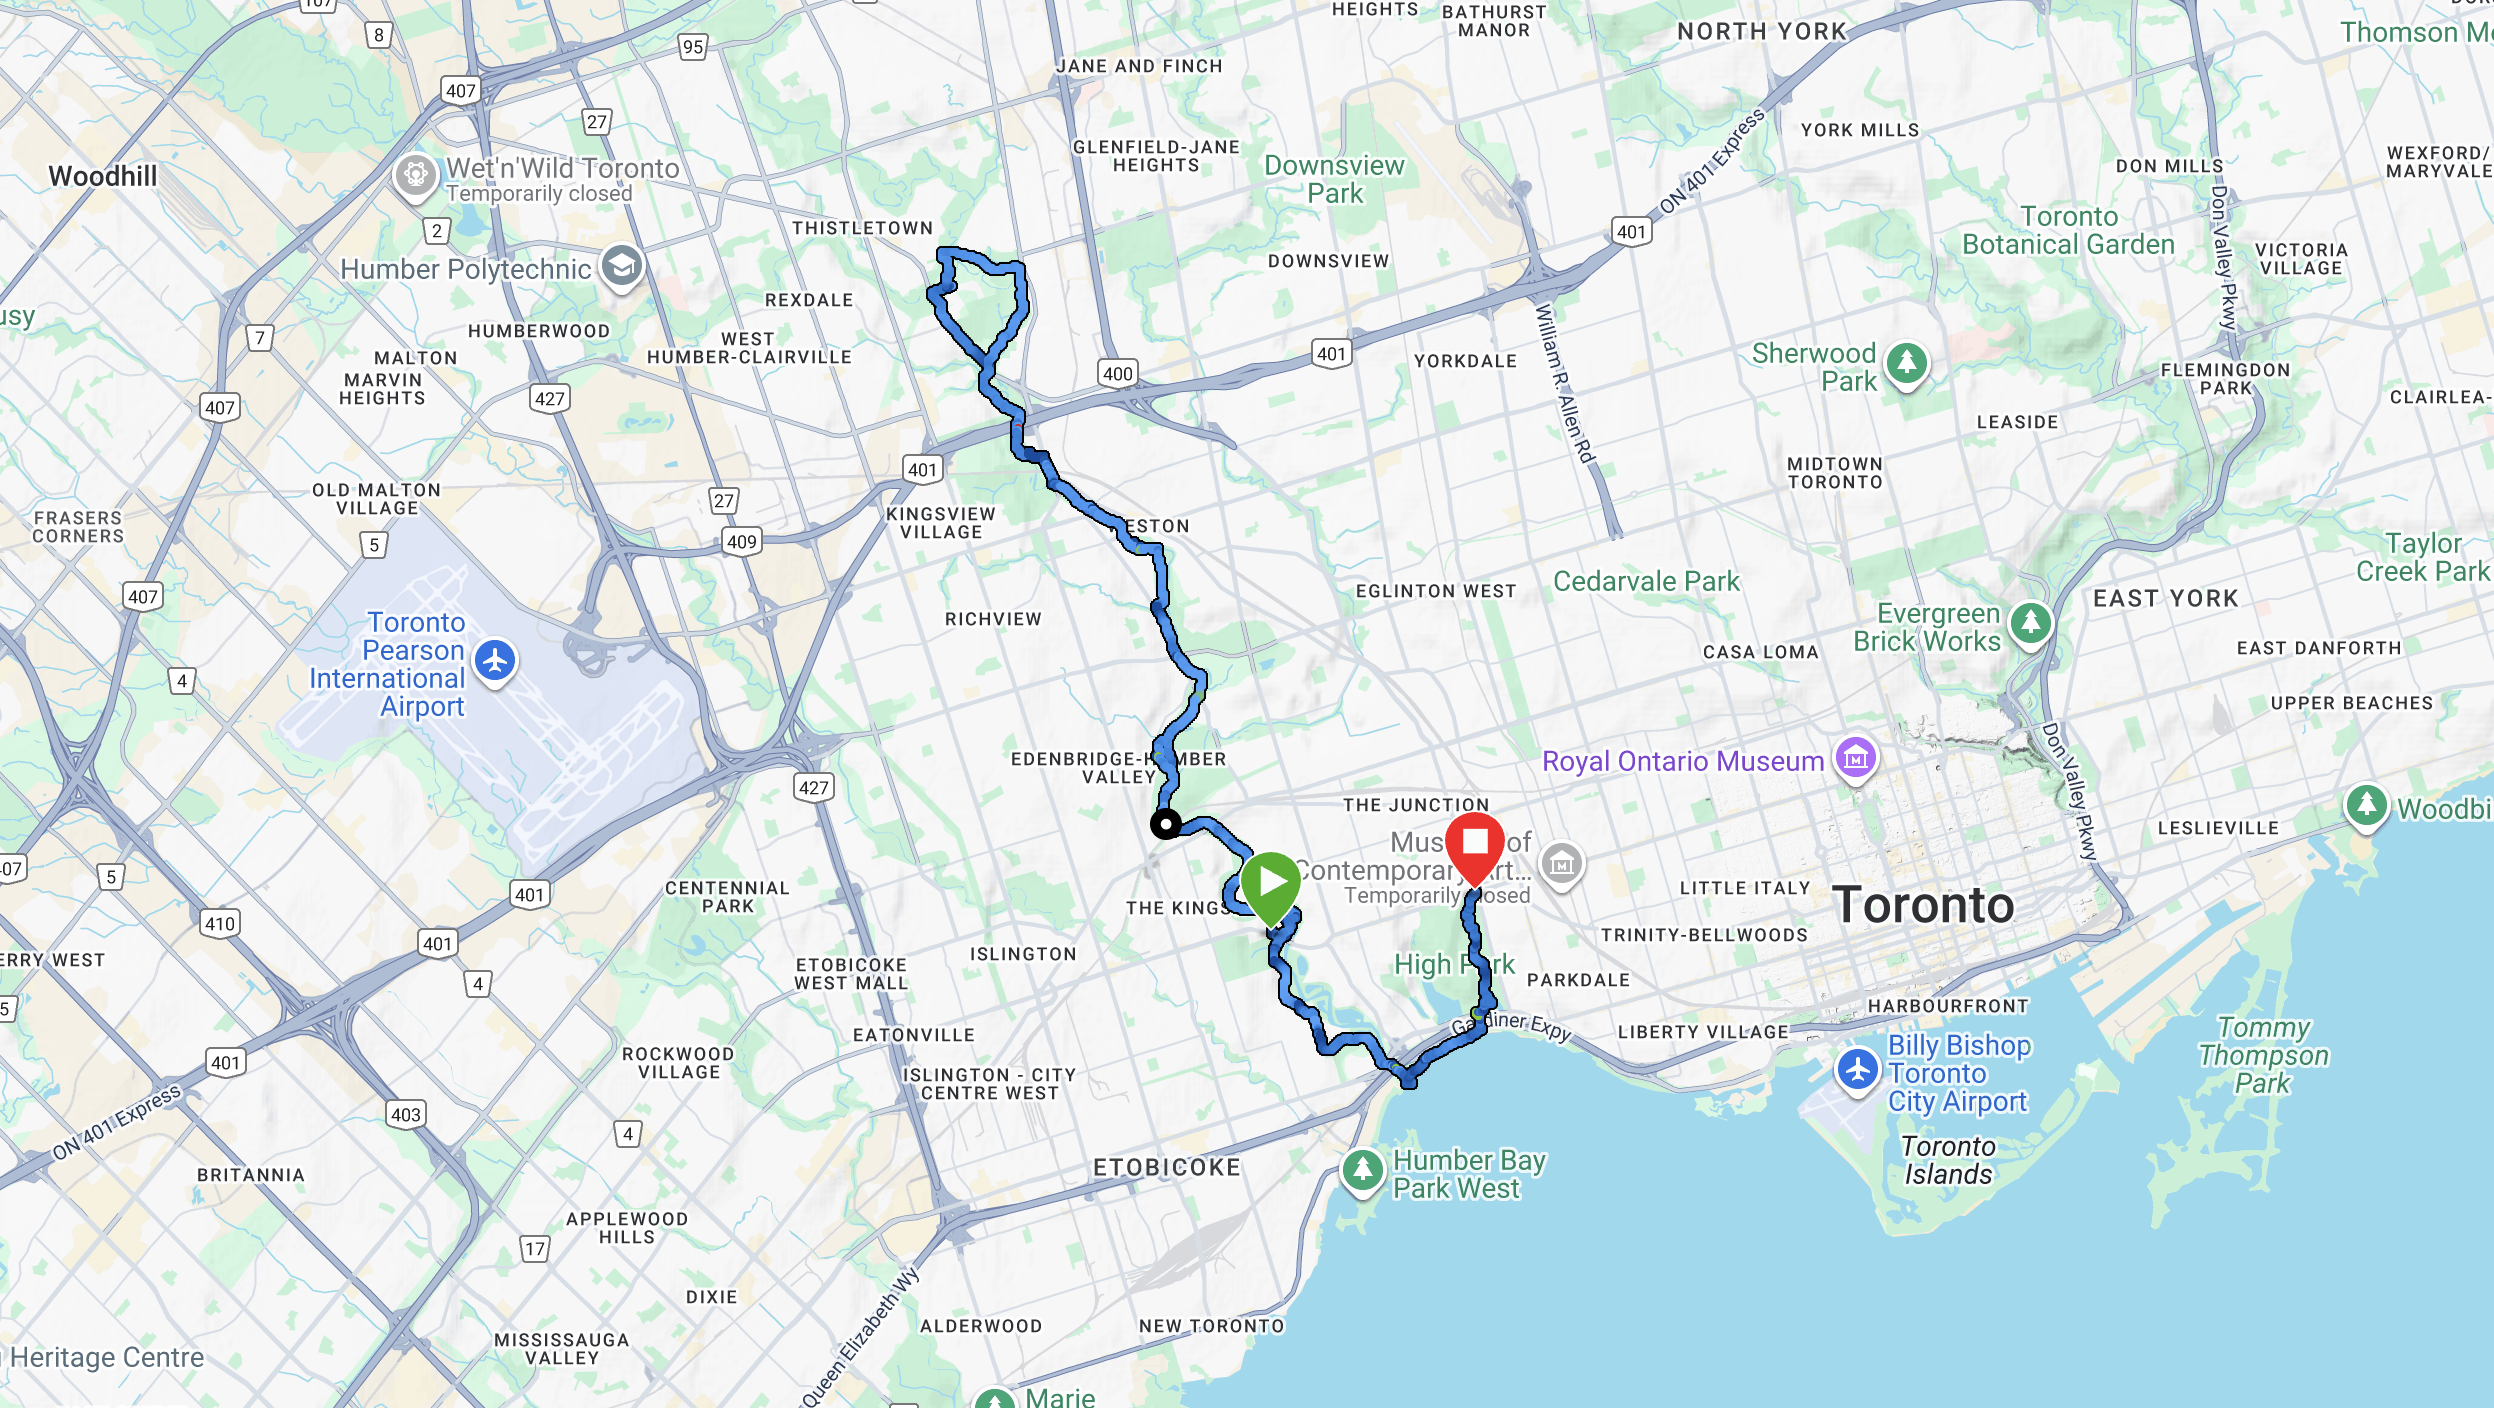 107
8
HEIGHTS
BATHURST
MANOR
NORTH YORK
Thomson M
95
JANE AND FINCH
407
27
ON 401 Express
YORK MILLS
GLENFIELD-JANE
HEIGHTS
Downsview
Park
DON MILLS
WEXFORD/
MARYVALE
Woodhill
Wet'n'Wild Toronto
Temporarily closed
2
THISTLETOWN
401
Toronto
Botanical Garden
Don Valley Pkwy
VICTORIA
VILLAGE
Humber Polytechnic
DOWNSVIEW
REXDALE
usy
HUMBERWOOD
7
WEST
HUMBER-CLAIRVILLE
MALTON
MARVIN
HEIGHTS
William R. Allen Rd
401
YORKDALE
Sherwood
Park
400
FLEMINGDON
PARK
427
407
CLAIRLEA-
LEASIDE
401
MIDTOWN
TORONTO
OLD MALTON
VILLAGE
27
KINGSVIEW
VILLAGE
ESTON
FRASERS
CORNERS
5
409
Taylor
Creek Park
407
EGLINTON WEST
Cedarvale Park
EAST YORK
RICHVIEW
Evergreen
Brick Works
Toronto
Pearson
International
Airport
CASA LOMA
EAST DANFORTH
4
UPPER BEACHES
EDENBRIDGE-HUMBER
VALLEY
Royal Ontario Museum
Don Valley Pkwy
427
THE JUNCTION
Woodbi
LESLIEVILLE
Mus of
Contemporary Art...
Temporarily closed
407
5
401
CENTENNIAL
PARK
THE KINGS
LITTLE ITALY
Toronto
410
401
TRINITY-BELLWOODS
ERRY WEST
ISLINGTON
ETOBICOKE
WEST MALL
High Park
PARKDALE
4
5
HARBOURFRONT
Gardiner Expy
LIBERTY VILLAGE
EATONVILLE
Tommy
Thompson
Park
Billy Bishop
Toronto
City Airport
401
ROCKWOOD
VILLAGE
ISLINGTON - CITY
CENTRE WEST
ON 401 Express
403
4
Toronto
Islands
BRITANNIA
ETOBICOKE
Humber Bay
Park West
APPLEWOOD
HILLS
17
Queen Elizabeth Wy
DIXIE
ALDERWOOD
NEW TORONTO
MISSISSAUGA
VALLEY
Heritage Centre
Marie